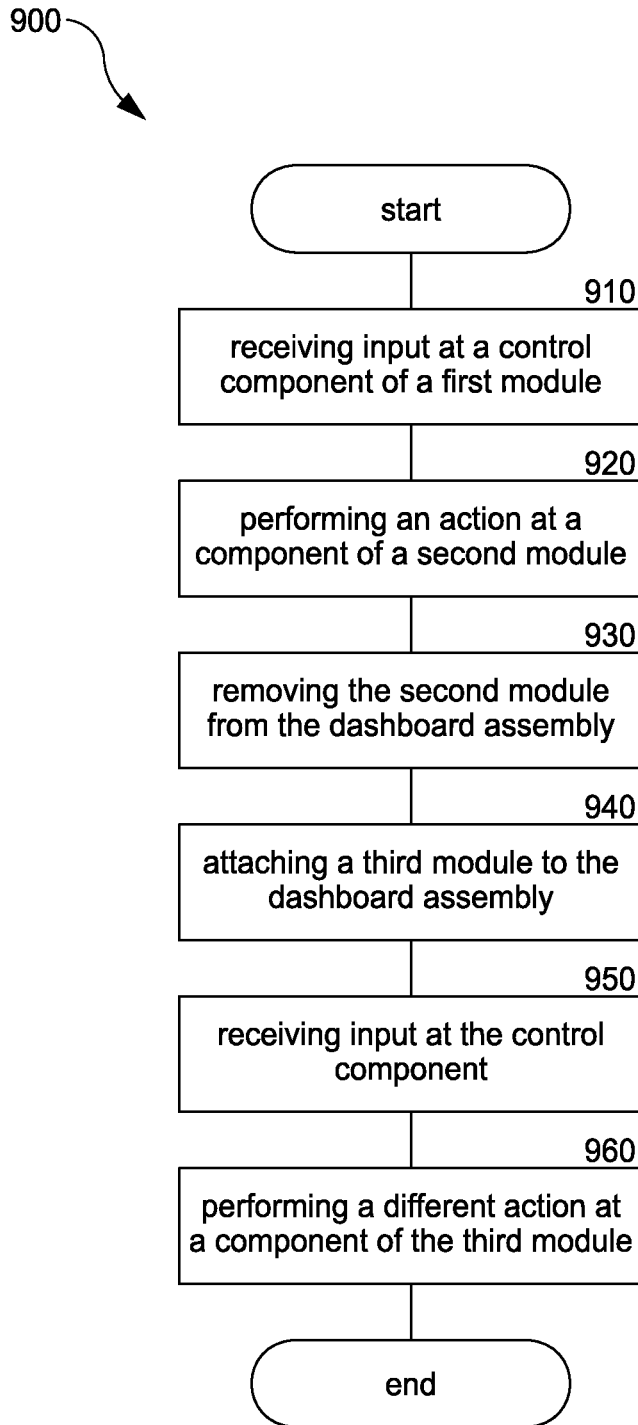 900
start
910
receiving input at a control
component of a first module
920
performing an action at a
component of a second module
930
removing the second module
from the dashboard assembly
940
attaching a third module to the
dashboard assembly
950
receiving input at the control
component
960
performing a different action at
a component of the third module
end